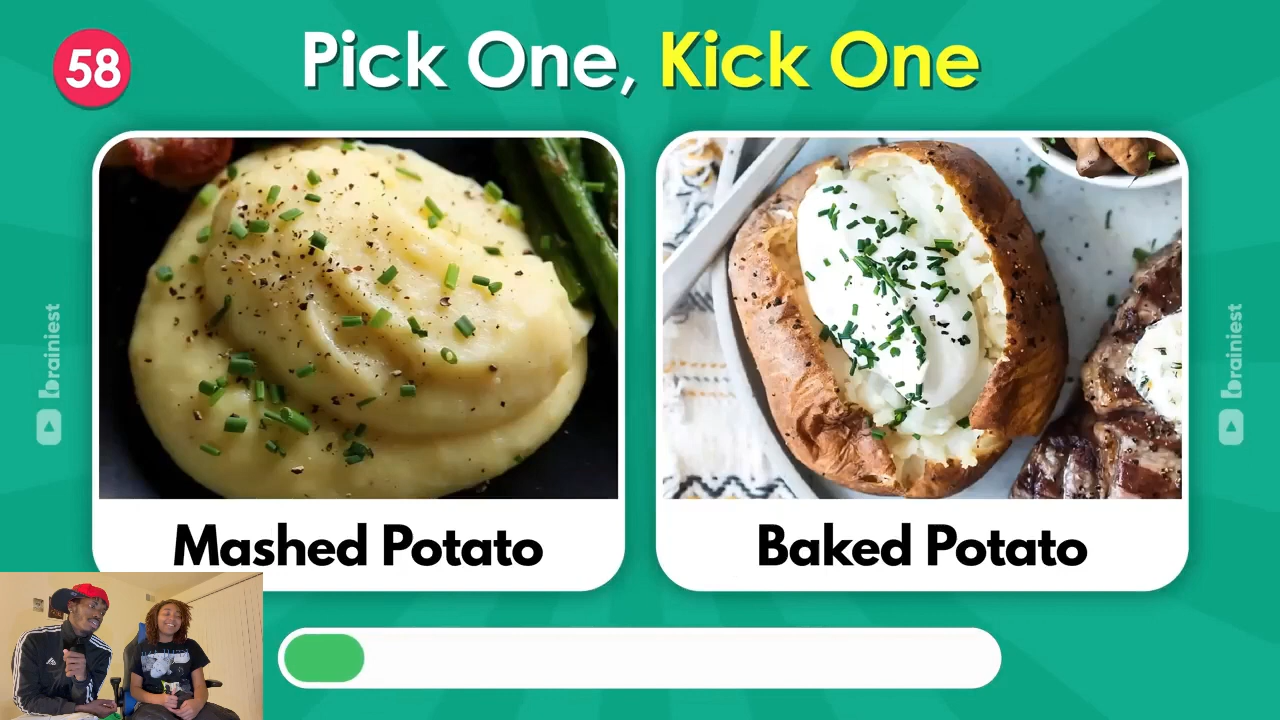 58
Pick One, Kick One
brainiest
brainiest
Mashed Potato
Baked Potato